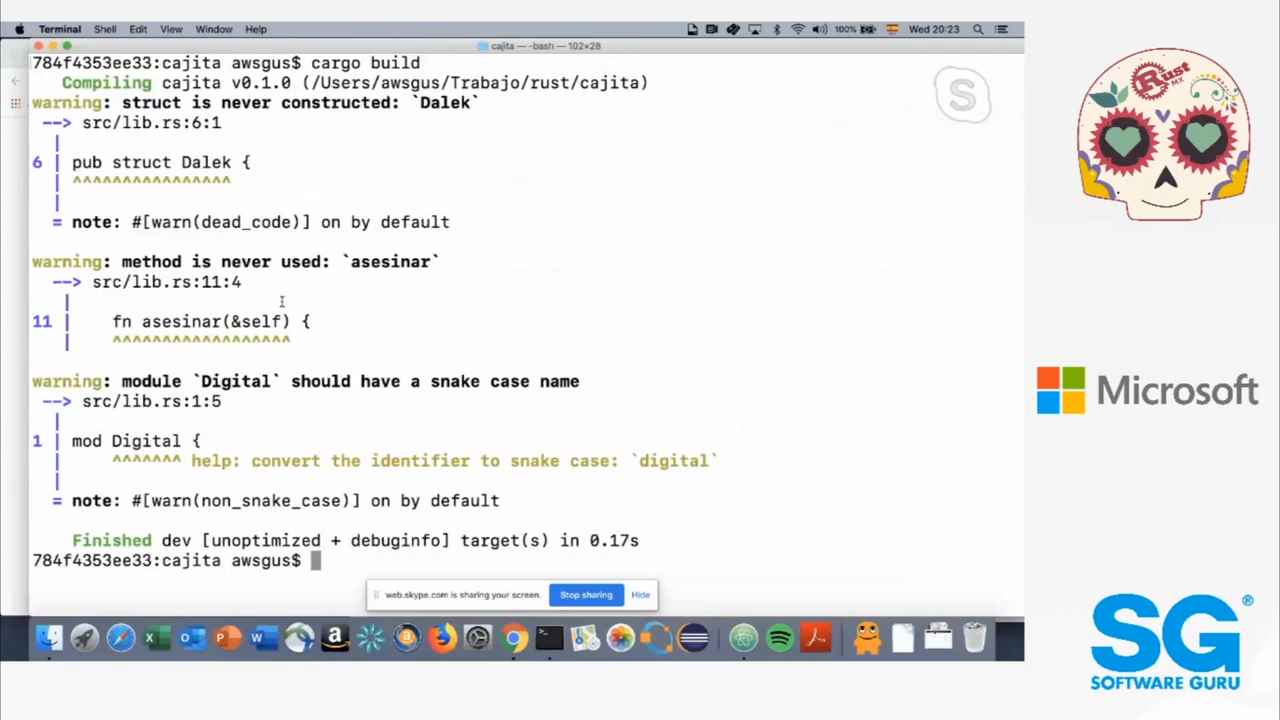 Terminal Shell Edit View Window Help 100% Wed 20:23
cajita — -bash — 102×28
784f4353ee33:cajita awsgus$ cargo build
Compiling cajita v0.1.0 (/Users/awsgus/Trabajo/rust/cajita)
warning: struct is never constructed: `Dalek`
--> src/lib.rs:6:1
|
6 | pub struct Dalek {
| ^^^^^^^^^^^^^^^^
|
= note: #[warn(dead_code)] on by default
warning: method is never used: `asesinar`
--> src/lib.rs:11:4
|
11 | fn asesinar(&self) {
| ^^^^^^^^^^^^^^^^^^
warning: module `Digital` should have a snake case name
--> src/lib.rs:1:5
|
1 | mod Digital {
| ^^^^^^^ help: convert the identifier to snake case: `digital`
|
= note: #[warn(non_snake_case)] on by default
Finished dev [unoptimized + debuginfo] target(s) in 0.17s
784f4353ee33:cajita awsgus$
web.skype.com is sharing your screen. Stop sharing Hide
Rust MX
Microsoft
SG®
SOFTWARE GURU